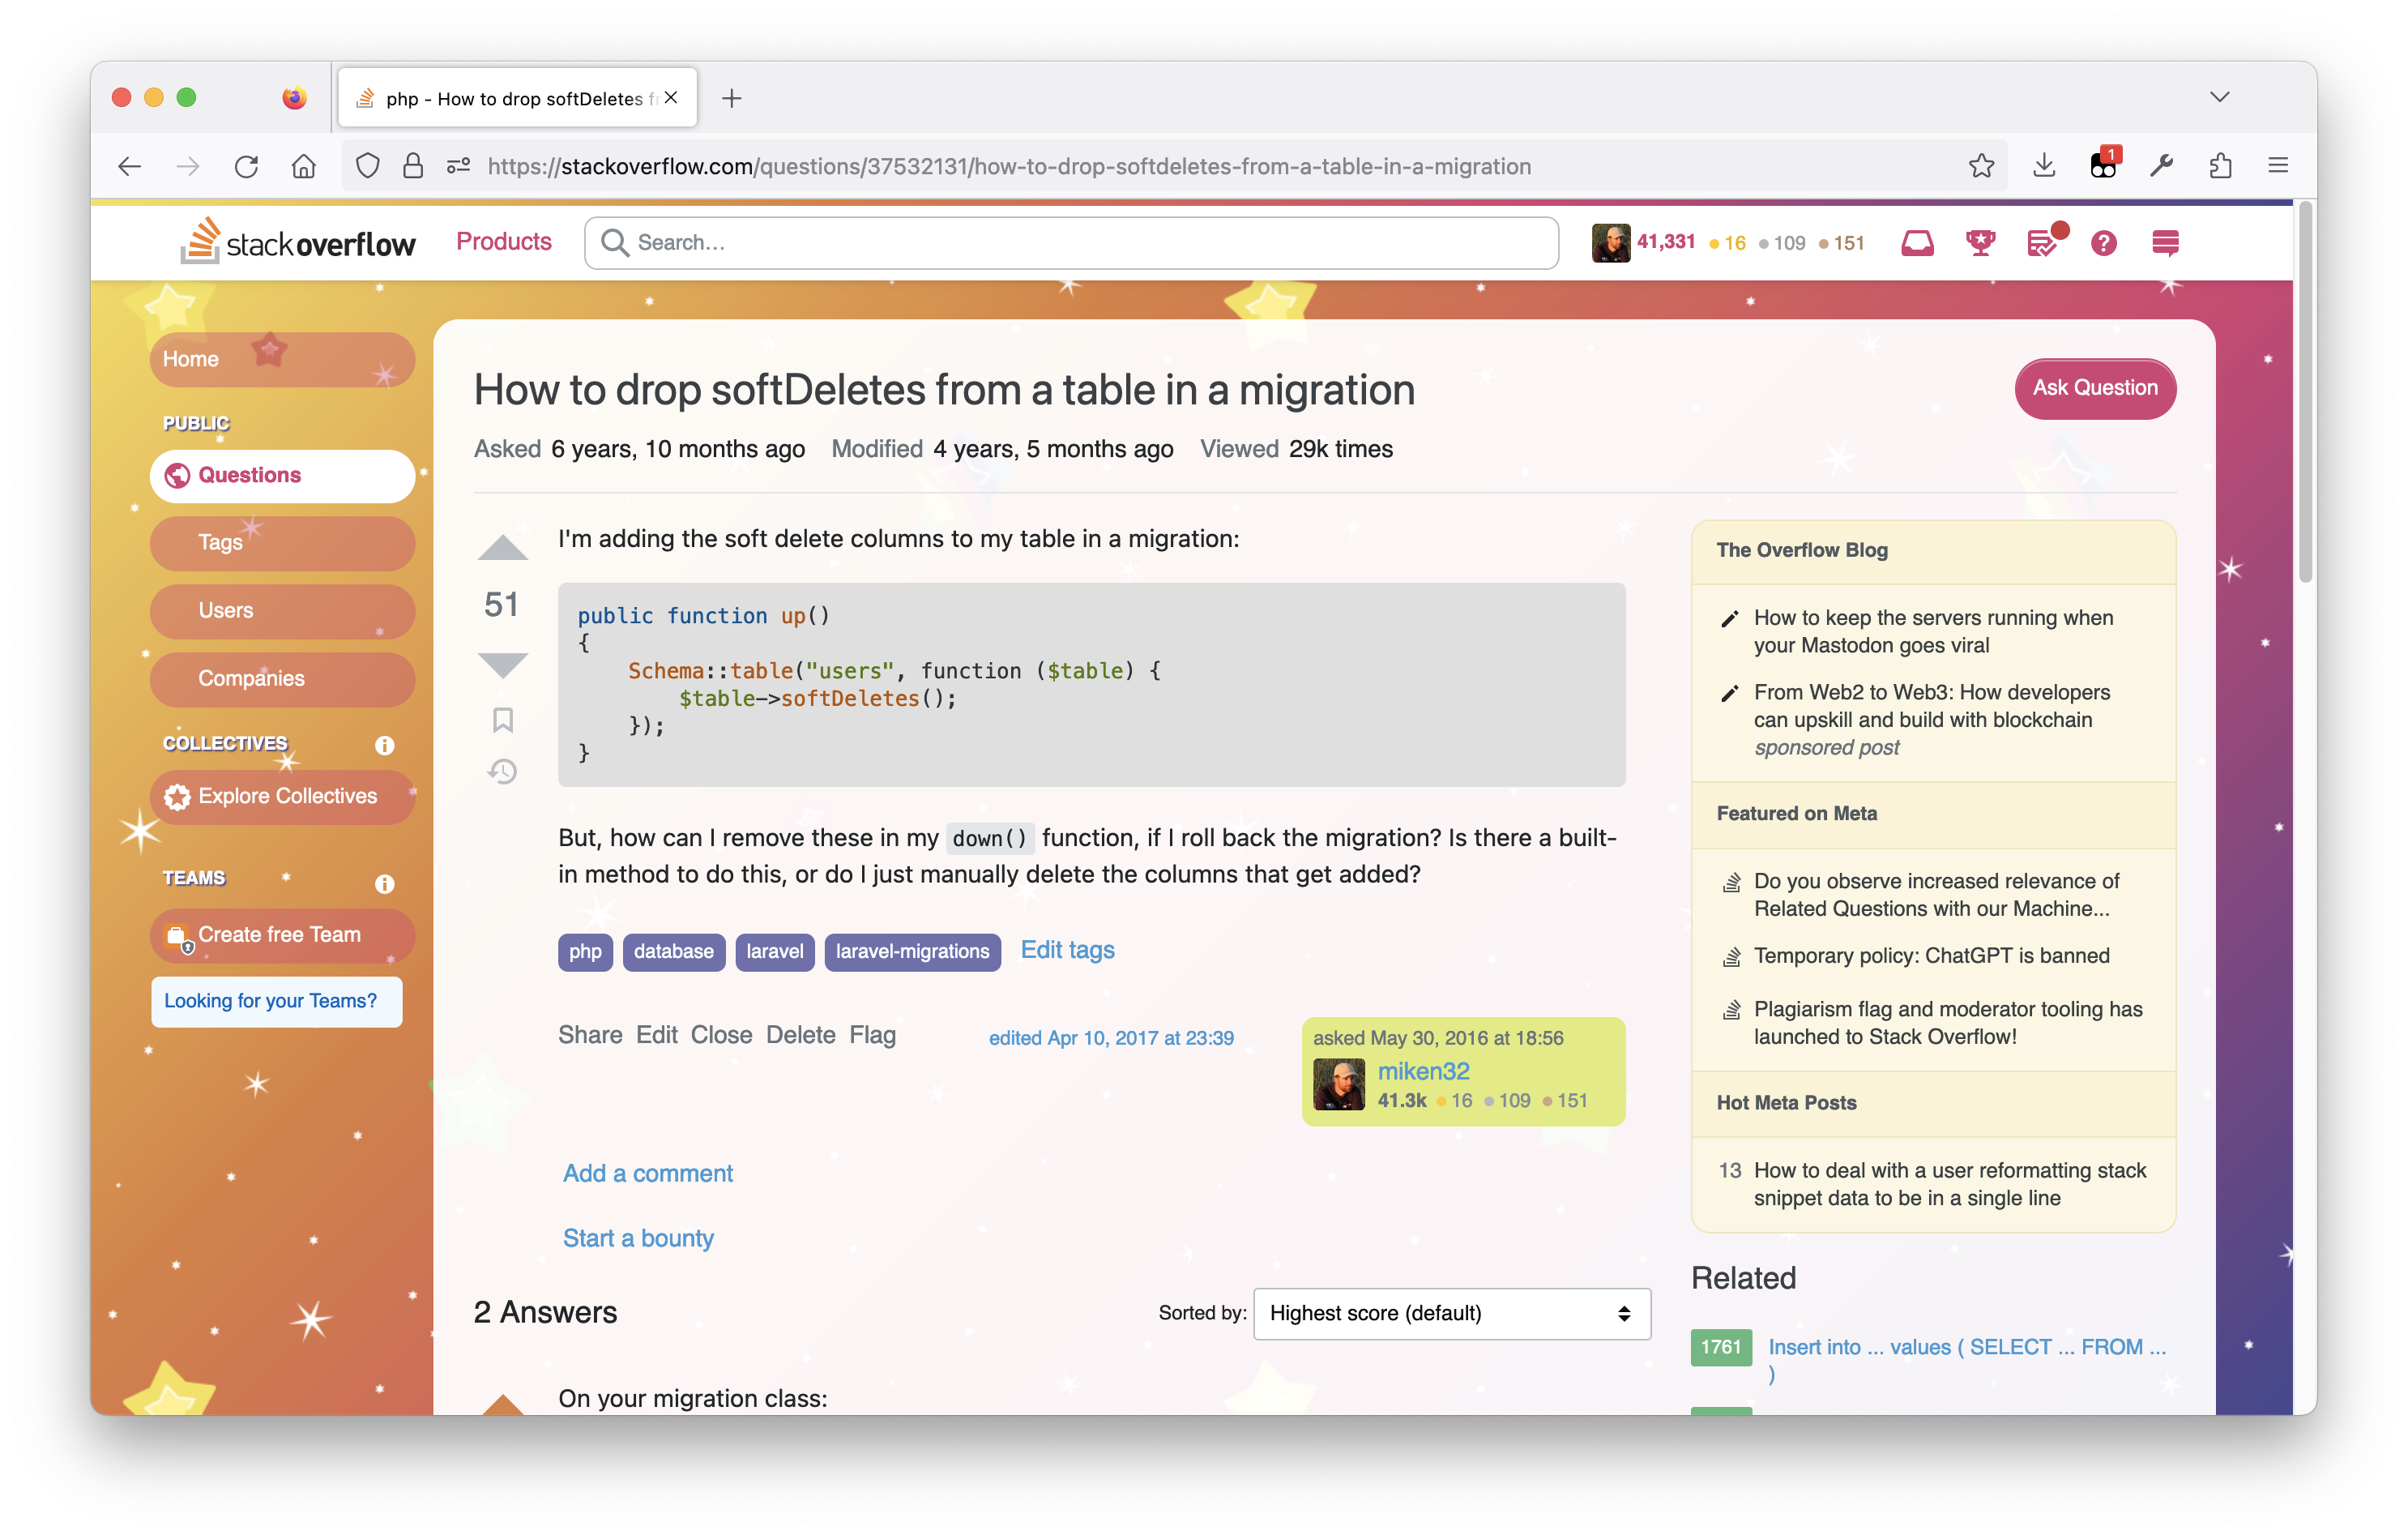 php - How to drop softDeletes fr
https://stackoverflow.com/questions/37532131/how-to-drop-softdeletes-from-a-table-in-a-migration
1
stackoverflow
Products
Search...
41,331 16 109 151
Home
PUBLIC
Questions
Tags
Users
Companies
COLLECTIVES
Explore Collectives
TEAMS
Create free Team
Looking for your Teams?
How to drop softDeletes from a table in a migration
Ask Question
Asked 6 years, 10 months ago Modified 4 years, 5 months ago Viewed 29k times
51
I'm adding the soft delete columns to my table in a migration:
public function up()
{
    Schema::table("users", function ($table) {
        $table->softDeletes();
    });
}
But, how can I remove these in my down() function, if I roll back the migration? Is there a built-
in method to do this, or do I just manually delete the columns that get added?
php database laravel laravel-migrations Edit tags
Share Edit Close Delete Flag
edited Apr 10, 2017 at 23:39
asked May 30, 2016 at 18:56
miken32
41.3k 16 109 151
Add a comment
Start a bounty
2 Answers
Sorted by: Highest score (default)
On your migration class:
The Overflow Blog
How to keep the servers running when
your Mastodon goes viral
From Web2 to Web3: How developers
can upskill and build with blockchain
sponsored post
Featured on Meta
Do you observe increased relevance of
Related Questions with our Machine...
Temporary policy: ChatGPT is banned
Plagiarism flag and moderator tooling has
launched to Stack Overflow!
Hot Meta Posts
13 How to deal with a user reformatting stack
snippet data to be in a single line
Related
1761 Insert into ... values ( SELECT ... FROM ...
)